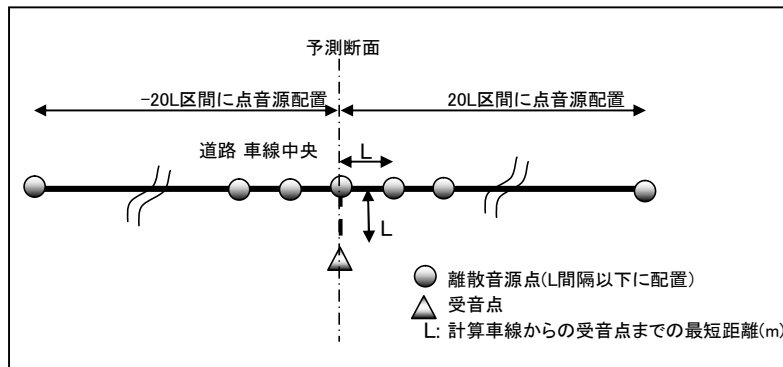 予測断面
-20L区間に点音源配置
20L区間に点音源配置
道路 車線中央
L
L
離散音源点(L間隔以下に配置)
受音点
L: 計算車線からの受音点までの最短距離(m)